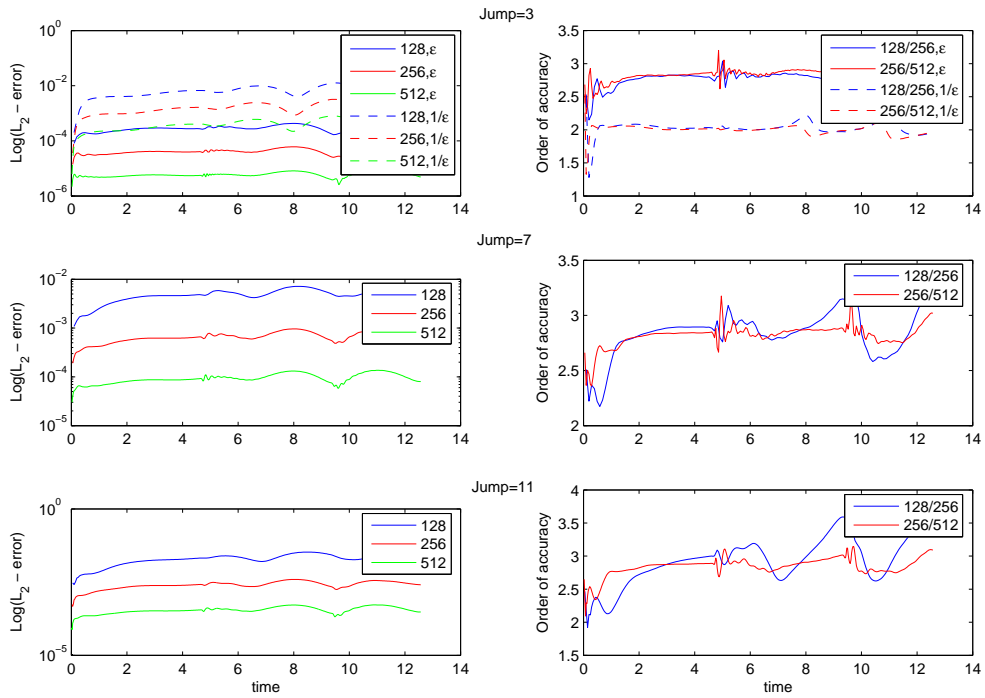 Jump=3
Log(L2 − error)
10^0
10^−2
10^−4
10^−6
0 2 4 6 8 10 12 14
128,ε
256,ε
512,ε
128,1/ε
256,1/ε
512,1/ε
Order of accuracy
3.5
3
2.5
2
1.5
1
0 2 4 6 8 10 12 14
128/256,ε
256/512,ε
128/256,1/ε
256/512,1/ε
Jump=7
Log(L2 − error)
10^−2
10^−3
10^−4
10^−5
0 2 4 6 8 10 12 14
128
256
512
Order of accuracy
3.5
3
2.5
2
0 2 4 6 8 10 12 14
128/256
256/512
Jump=11
Log(L2 − error)
10^0
10^−5
0 2 4 6 8 10 12 14
time
128
256
512
Order of accuracy
4
3.5
3
2.5
2
1.5
0 2 4 6 8 10 12 14
time
128/256
256/512